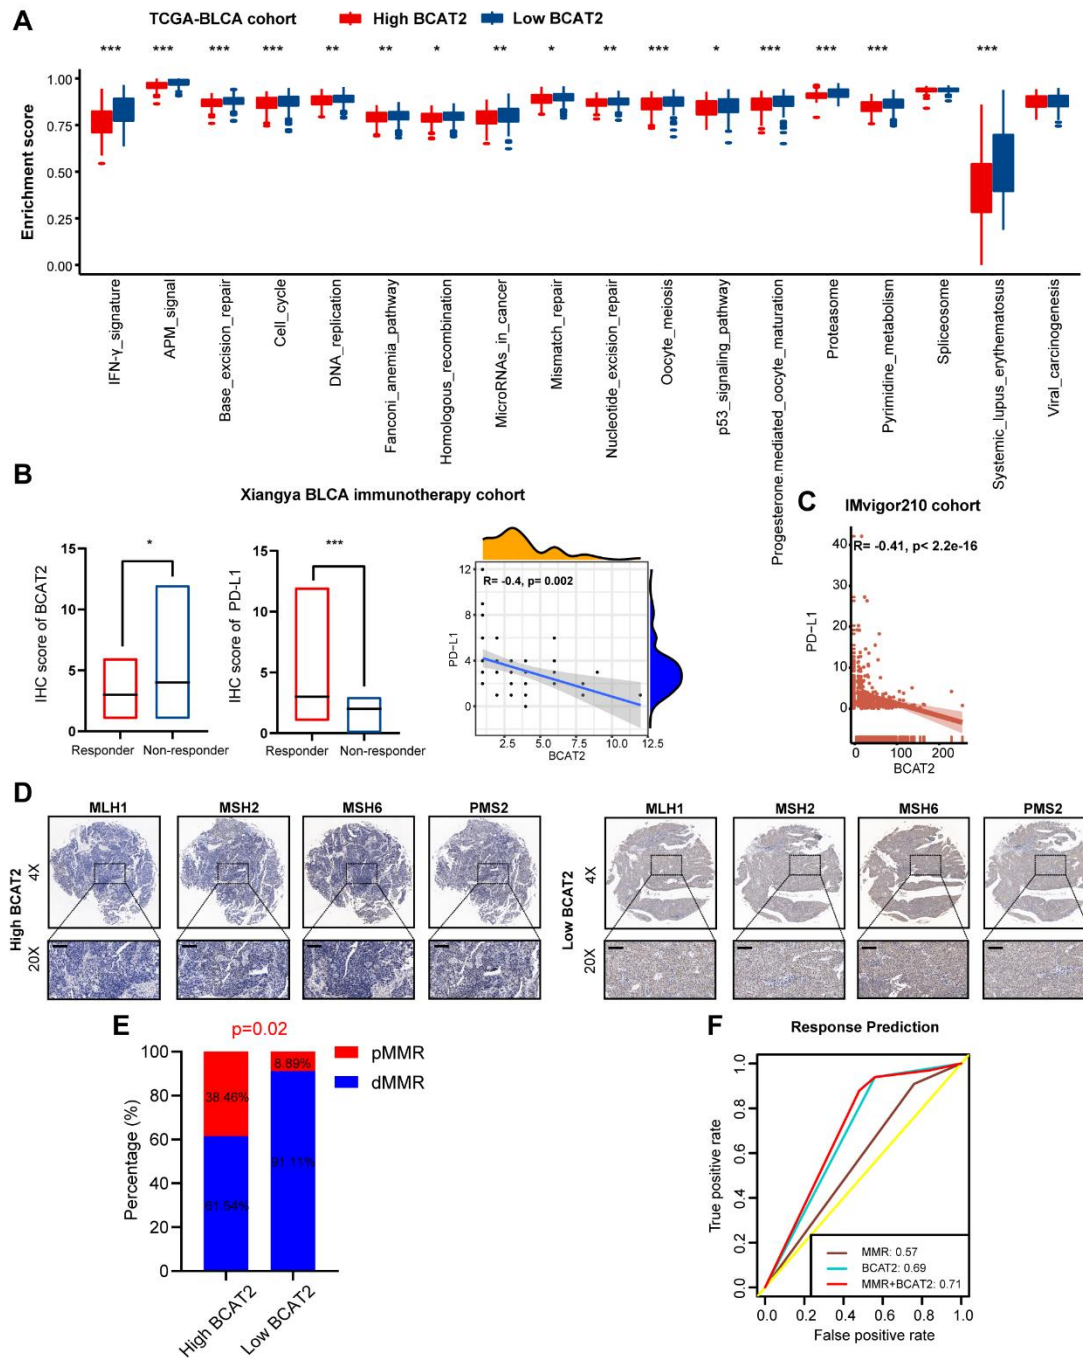 A
TCGA-BLCA cohort High BCAT2 Low BCAT2
*** *** *** *** ** ** * ** * ** *** * *** *** *** ***
Enrichment score
1.00
0.75
0.50
0.25
0.00
IFN-γ_signature
APM_signal
Base_excision_repair
Cell_cycle
DNA_replication
Fanconi_anemia_pathway
Homologous_recombination
MicroRNAs_in_cancer
Mismatch_repair
Nucleotide_excision_repair
Oocyte_meiosis
p53_signaling_pathway
Progesterone.mediated_oocyte_maturation
Proteasome
Pyrimidine_metabolism
Spliceosome
Systemic_lupus_erythematosus
Viral_carcinogenesis
B
Xiangya BLCA immunotherapy cohort
IHC score of BCAT2
15
10
5
0
*
Responder Non-responder
IHC score of PD-L1
15
10
5
0
***
Responder Non-responder
R= -0.4, p= 0.002
PD-L1
12
8
4
0
2.5 5.0 7.5 10.0 12.5
BCAT2
C
IMvigor210 cohort
R= -0.41, p< 2.2e-16
PD-L1
40
30
20
10
0
0 100 200
BCAT2
D
MLH1 MSH2 MSH6 PMS2
High BCAT2
4X
20X
MLH1 MSH2 MSH6 PMS2
Low BCAT2
4X
20X
E
p=0.02
Percentage (%)
100
80
60
40
20
0
38.46%
61.54%
8.89%
91.11%
pMMR
dMMR
High BCAT2
Low BCAT2
F
Response Prediction
True positive rate
1.0
0.8
0.6
0.4
0.2
0.0
MMR: 0.57
BCAT2: 0.69
MMR+BCAT2: 0.71
0.0 0.2 0.4 0.6 0.8 1.0
False positive rate